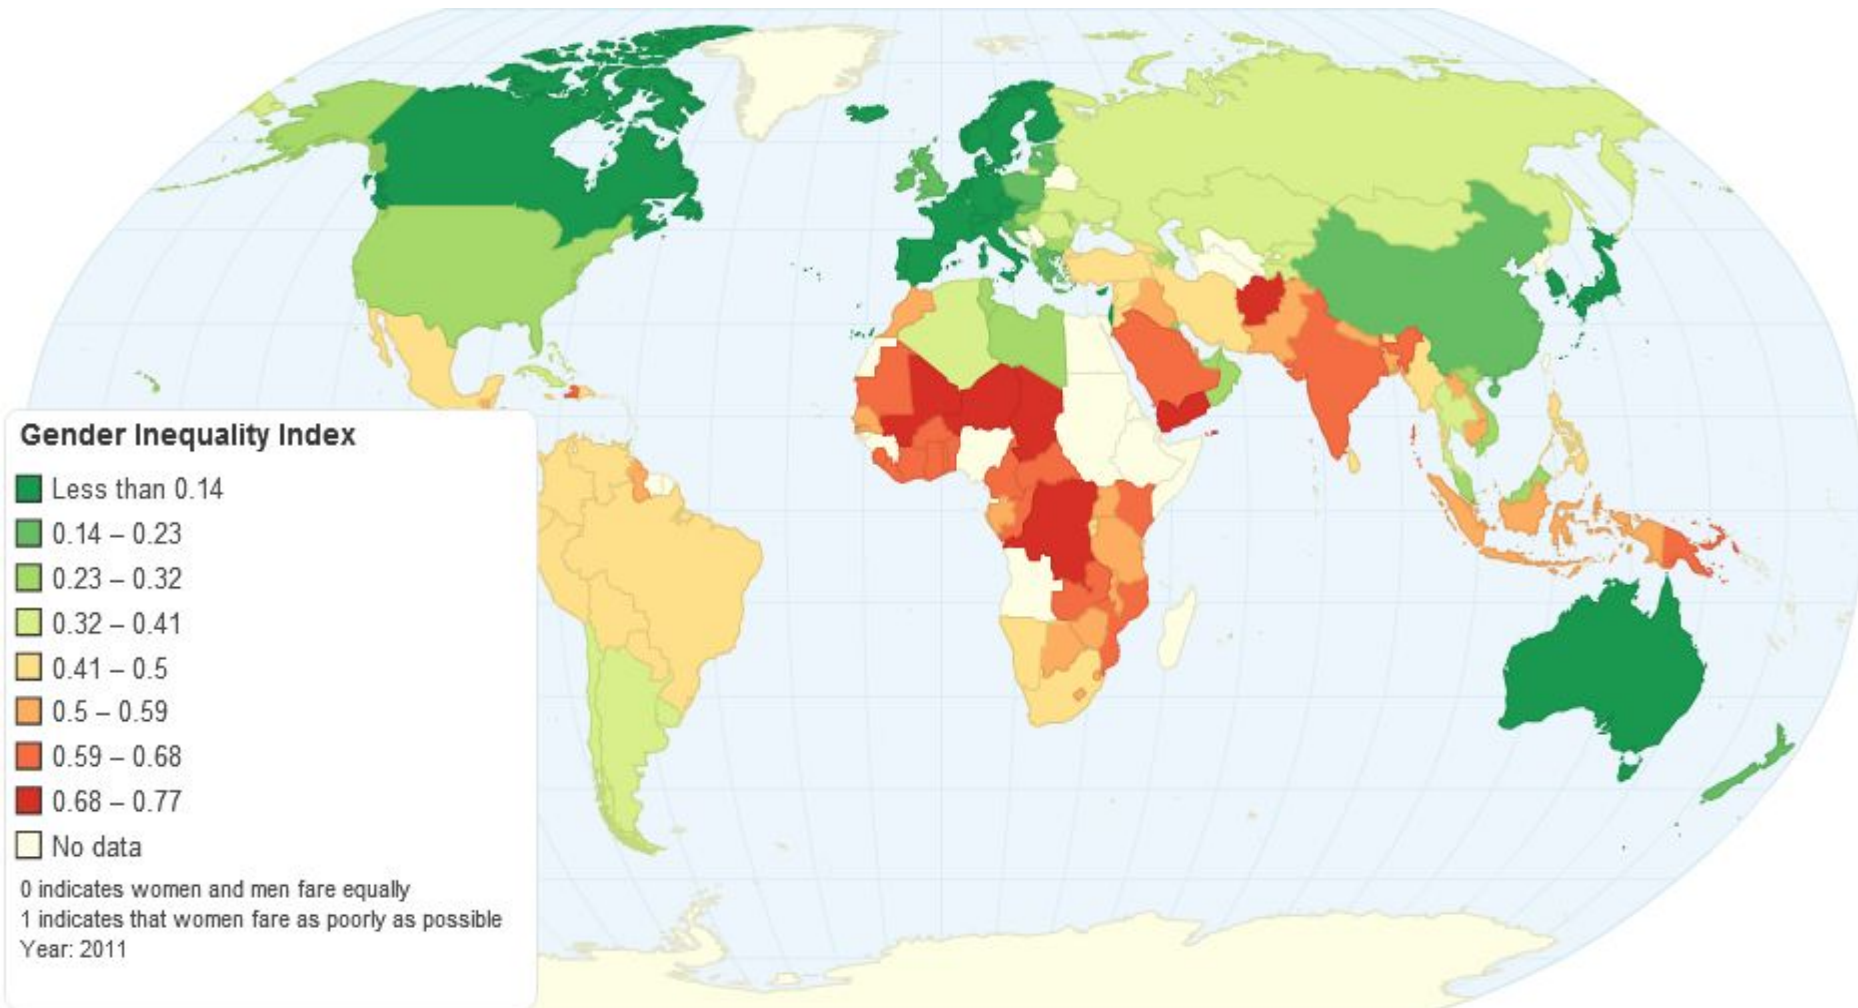 Gender Inequality Index
Less than 0.14
0.14 – 0.23
0.23 – 0.32
0.32 – 0.41
0.41 – 0.5
0.5 – 0.59
0.59 – 0.68
0.68 – 0.77
No data
0 indicates women and men fare equally
1 indicates that women fare as poorly as possible
Year: 2011